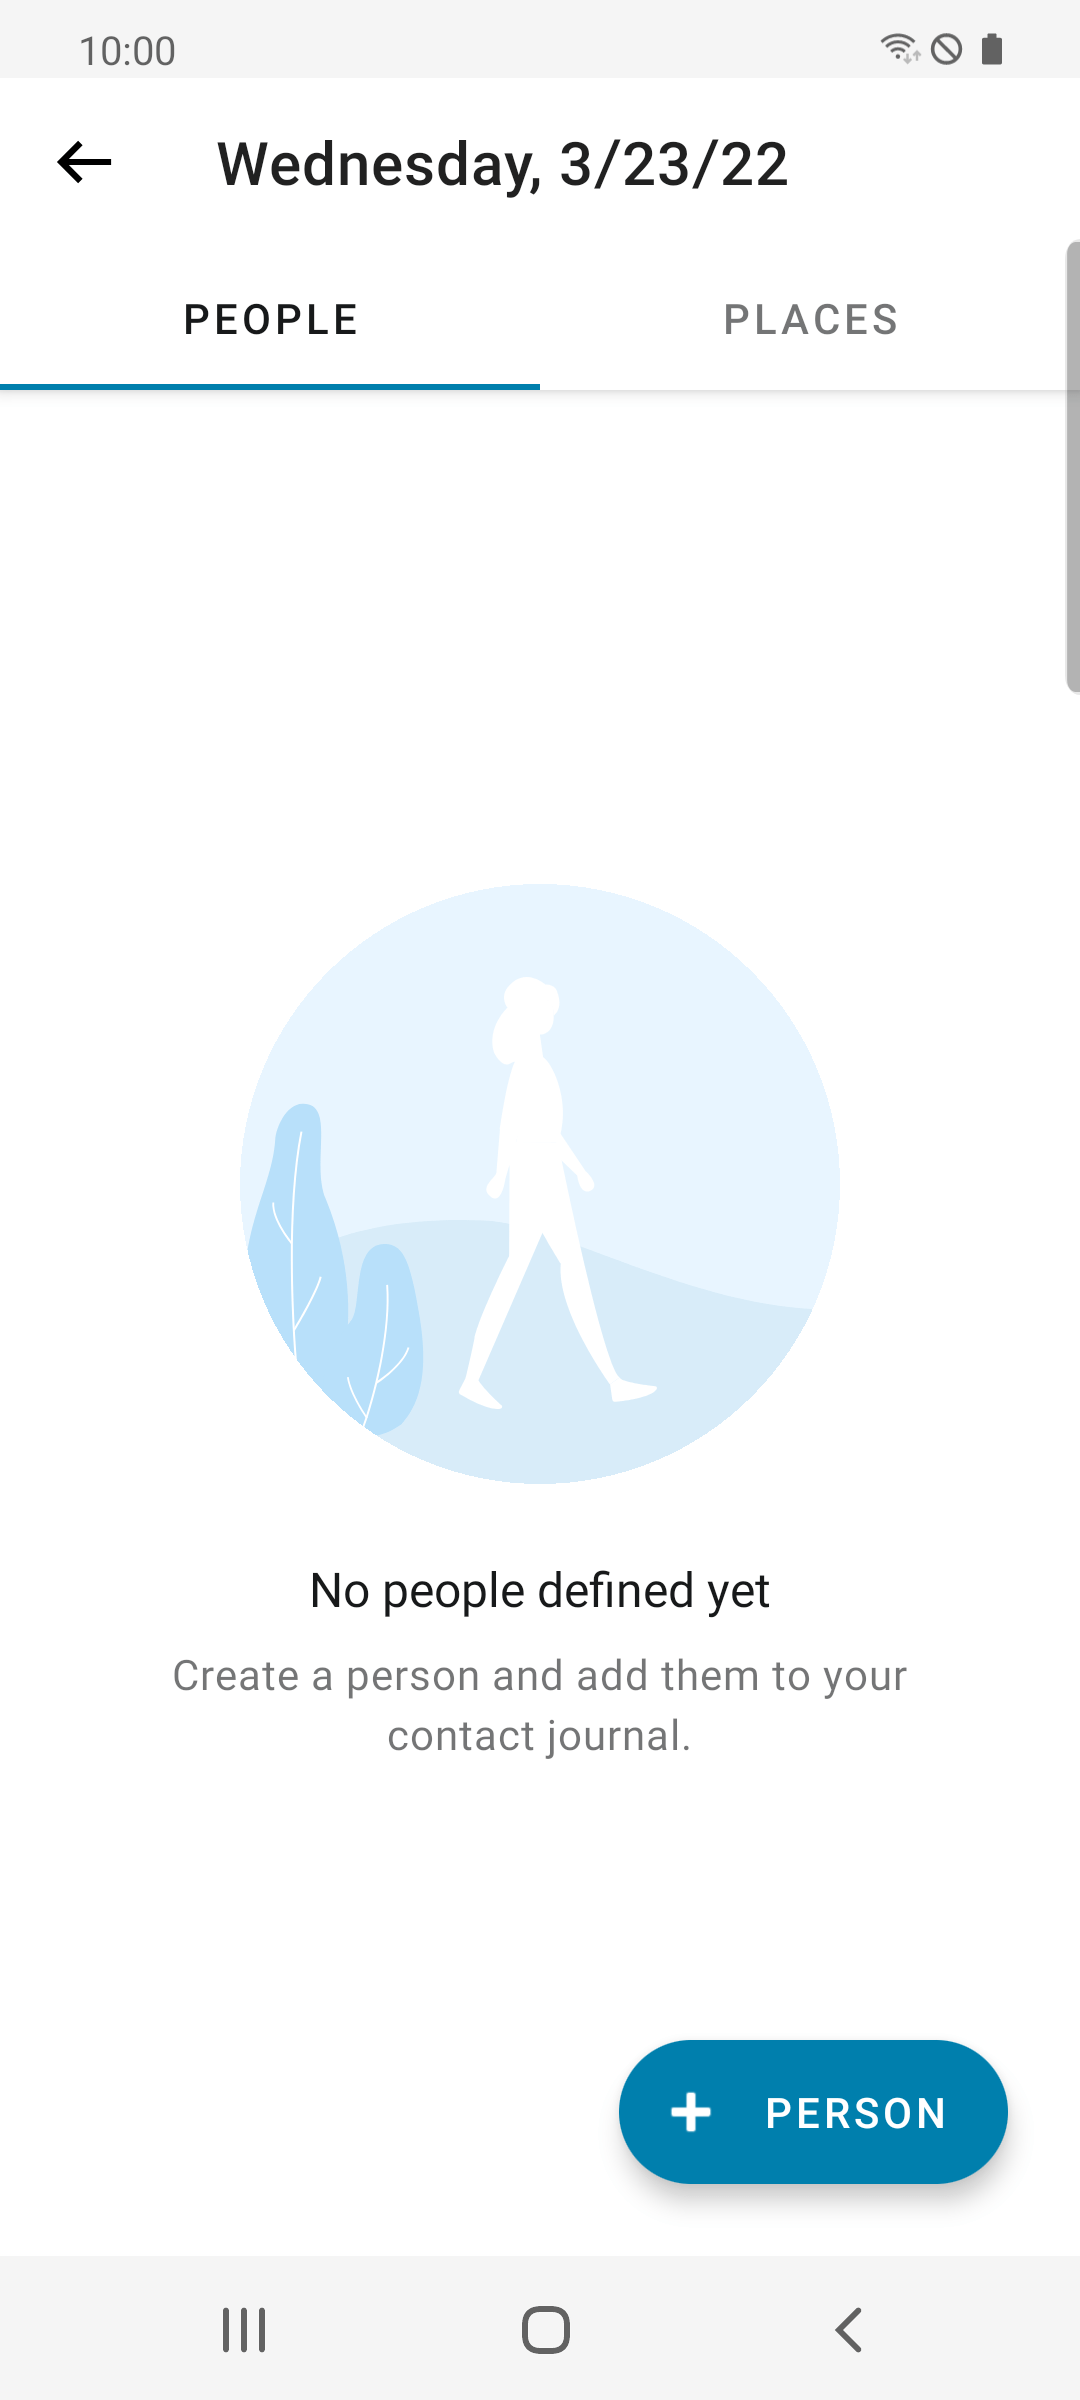 10:00
Wednesday, 3/23/22
PEOPLE
PLACES
No people defined yet
Create a person and add them to your
contact journal.
PERSON